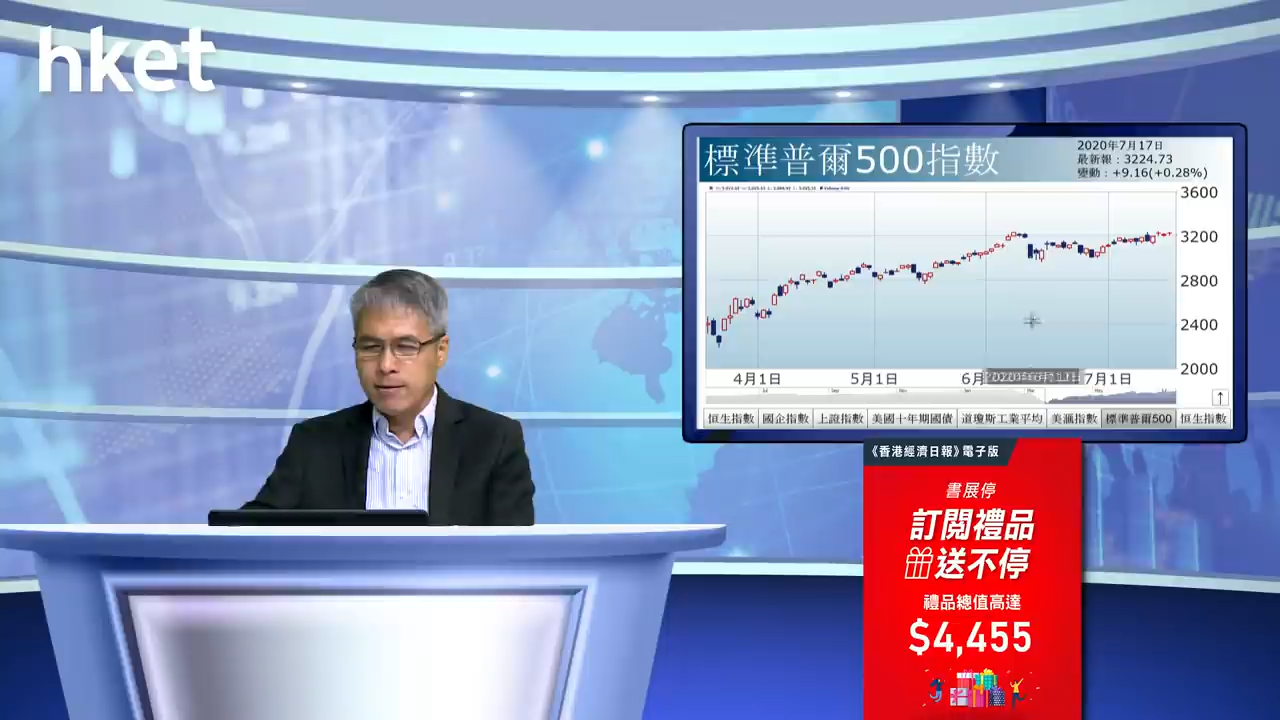 hket
標準普爾500指數
2020年7月17日
最新報：3224.73
變動：+9.16(+0.28%)
3600
3200
2800
2400
2000
4月1日
5月1日
6月
7月1日
恒生指數
國企指數
上證指數
美國十年期國債
道瓊斯工業平均
美滙指數
標準普爾500
恒生指數
《香港經濟日報》電子版
書展停
訂閱禮品
送不停
禮品總值高達
$4,455